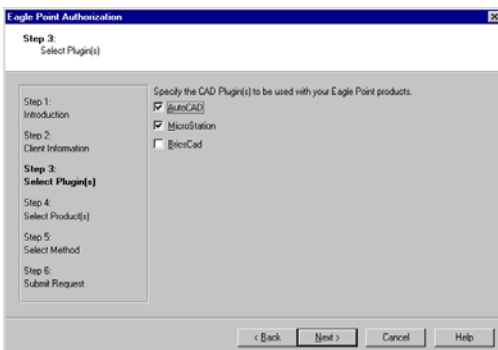 Eagle Point Authorization
Step 3:
Select Plugin(s)
Step 1:
Introduction
Step 2:
Client Information
Step 3:
Select Plugin(s)
Step 4:
Select Product(s)
Step 5:
Select Method
Step 6:
Submit Request
Specify the CAD Plugin(s) to be used with your Eagle Point products.
AutoCAD
MicroStation
BricsCad
< Back
Next >
Cancel
Help